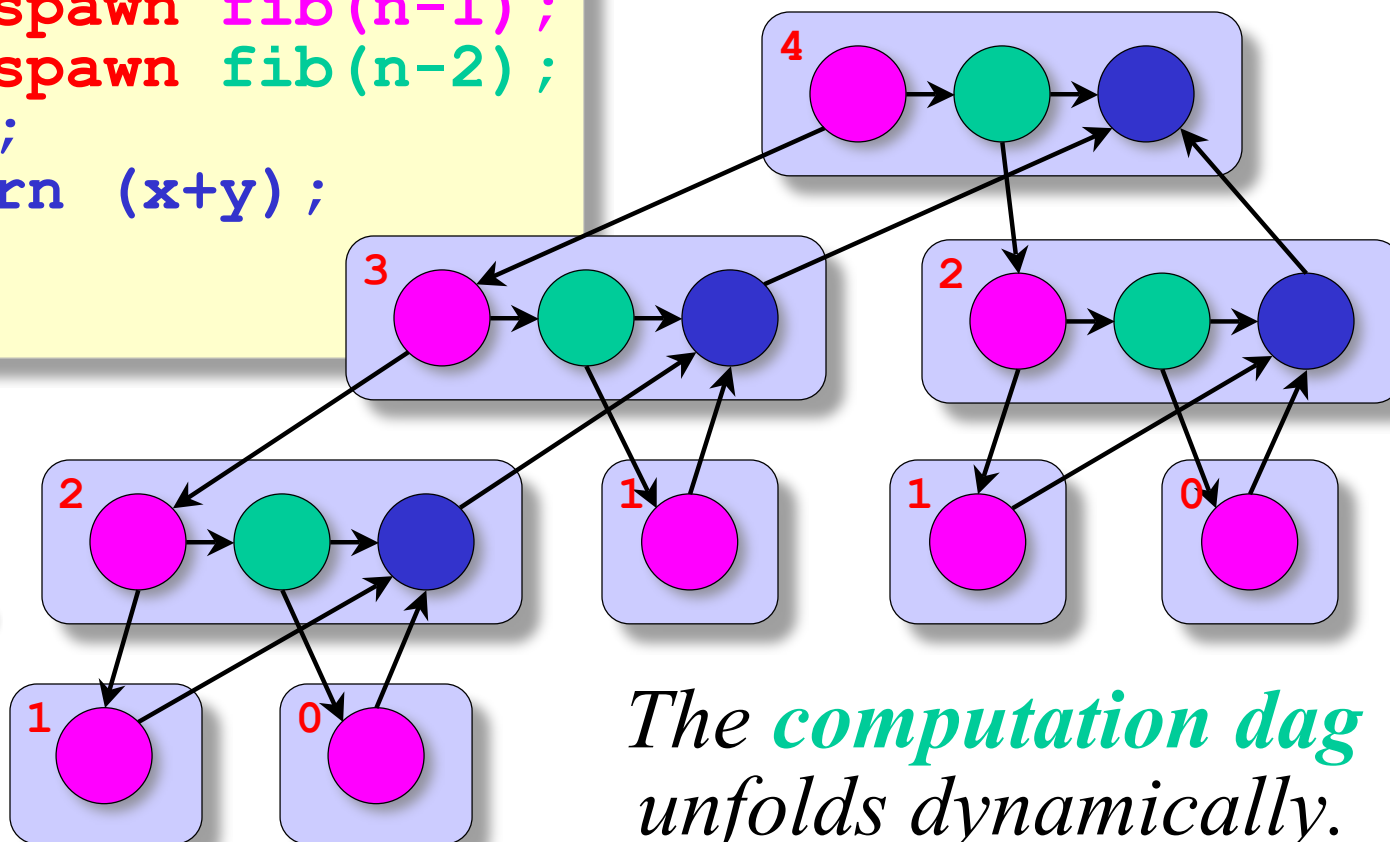 spawn fib(n-1);
spawn fib(n-2);
;
rn (x+y);
4
3
2
2
1
1
0
1
0
The computation dag
unfolds dynamically.